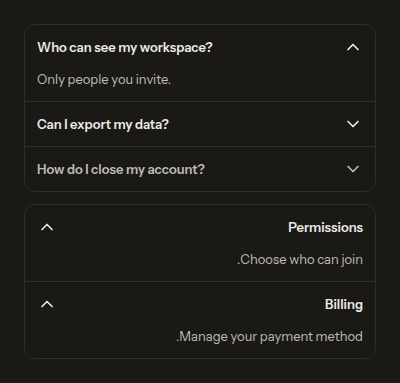 Who can see my workspace?
Only people you invite.
Can I export my data?
How do I close my account?
Permissions
.Choose who can join
Billing
.Manage your payment method